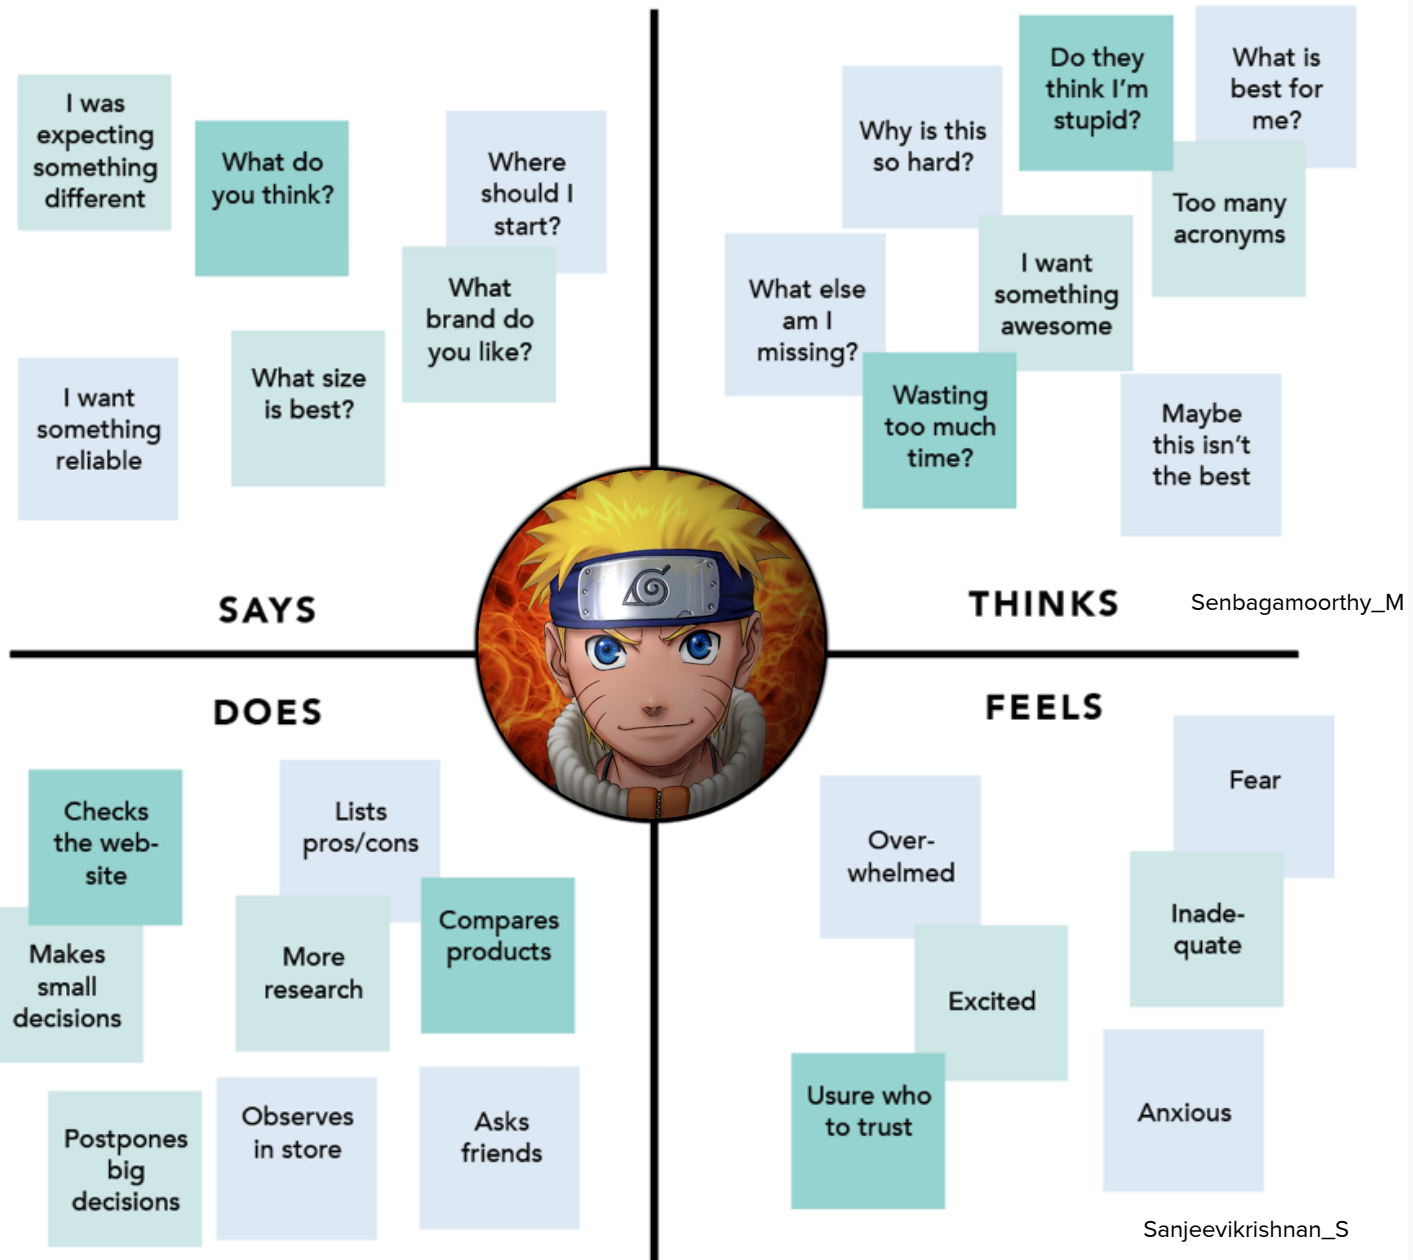 I was
expecting
something
different
What do
you think?
Where
should I
start?
What
brand do
you like?
What size
is best?
I want
something
reliable
SAYS
Why is this
so hard?
Do they
think I'm
stupid?
What is
best for
me?
Too many
acronyms
What else
am I
missing?
I want
something
awesome
Wasting
too much
time?
Maybe
this isn't
the best
THINKS
Senbagamoorthy_M
DOES
Checks
the web-
site
Lists
pros/cons
Makes
small
decisions
More
research
Compares
products
Postpones
big
decisions
Observes
in store
Asks
friends
FEELS
Over-
whelmed
Fear
Inade-
quate
Excited
Usure who
to trust
Anxious
Sanjeevikrishnan_S